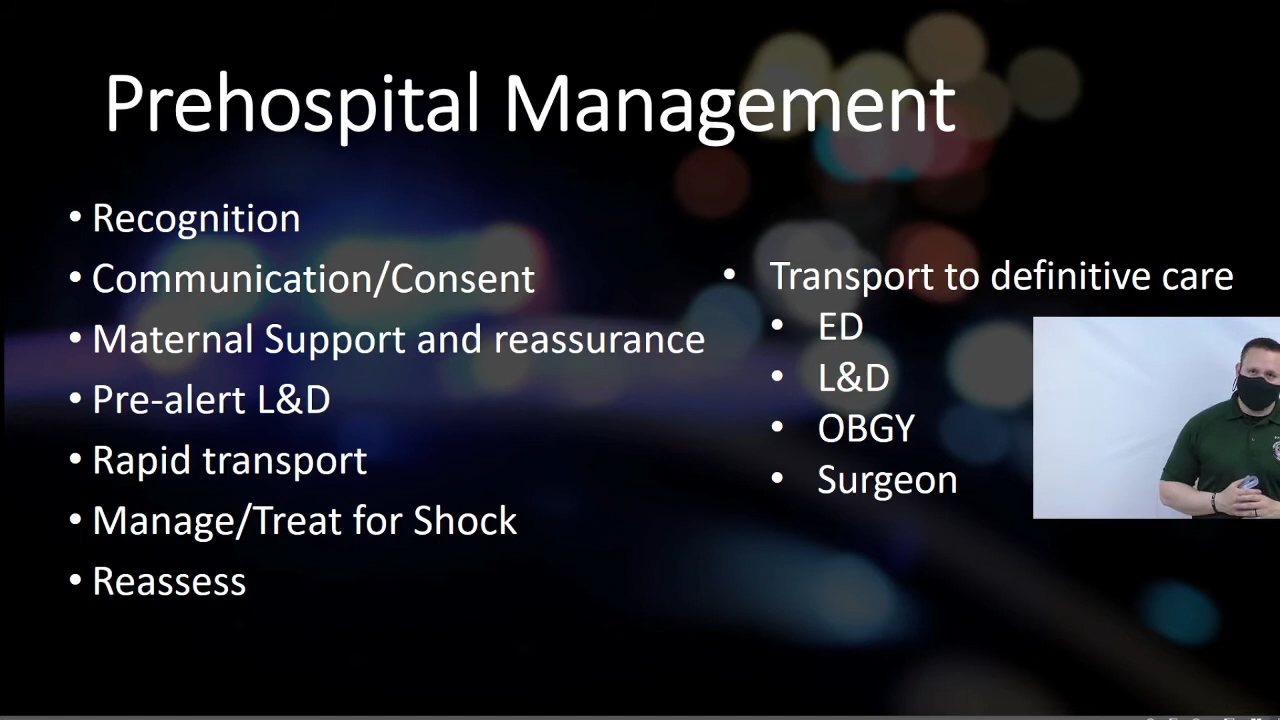 Prehospital Management
• Recognition
• Communication/Consent
• Maternal Support and reassurance
• Pre-alert L&D
• Rapid transport
• Manage/Treat for Shock
• Reassess
• Transport to definitive care
• ED
• L&D
• OBGY
• Surgeon